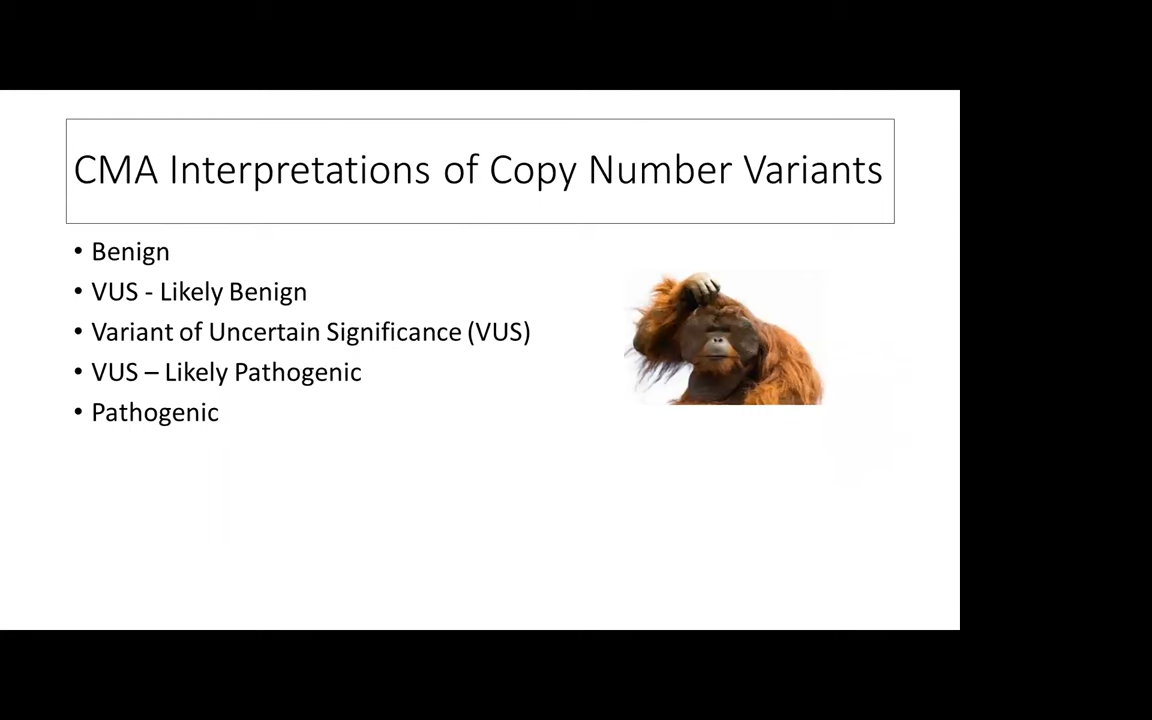 CMA Interpretations of Copy Number Variants
• Benign
• VUS - Likely Benign
• Variant of Uncertain Significance (VUS)
• VUS – Likely Pathogenic
• Pathogenic